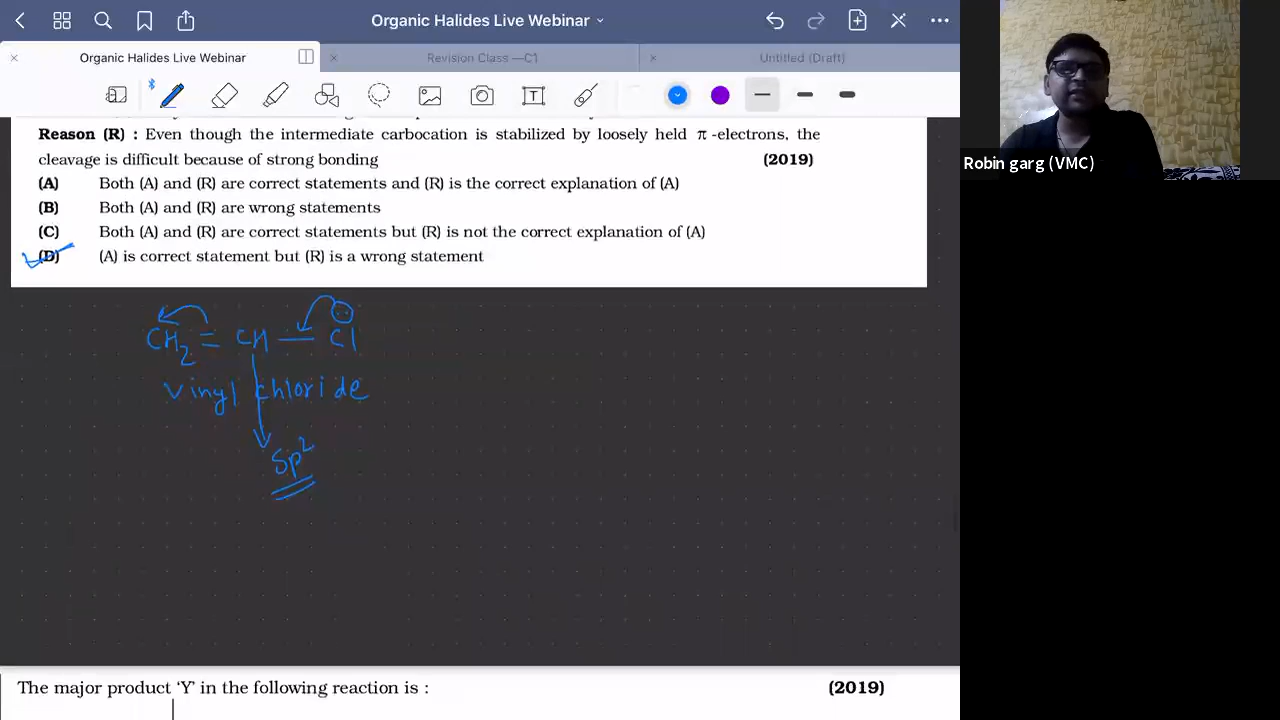 Organic Halides Live Webinar
Organic Halides Live Webinar
Revision Class —C1
Untitled (Draft)
T
Reason (R) : Even though the intermediate carbocation is stabilized by loosely held π -electrons, the
cleavage is difficult because of strong bonding (2019)
(A) Both (A) and (R) are correct statements and (R) is the correct explanation of (A)
(B) Both (A) and (R) are wrong statements
(C) Both (A) and (R) are correct statements but (R) is not the correct explanation of (A)
(D) (A) is correct statement but (R) is a wrong statement
CH2 = CH — Cl
Vinyl chloride
Sp2
The major product ‘Y’ in the following reaction is : (2019)
Robin garg (VMC)